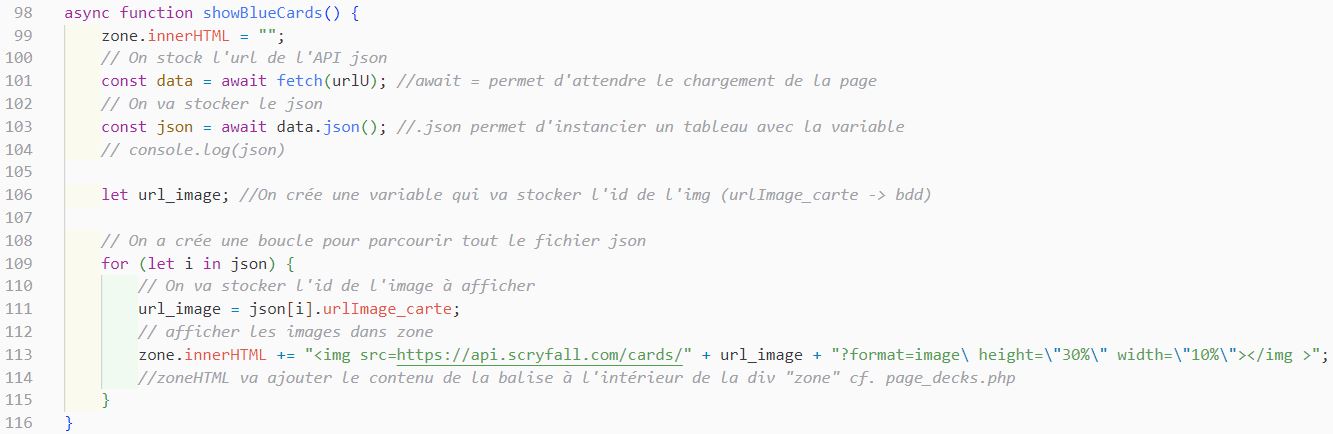 98 async function showBlueCards() {
99 zone.innerHTML = "";
100 // On stock l'url de l'API json
101 const data = await fetch(urlU); //await = permet d'attendre le chargement de la page
102 // On va stocker le json
103 const json = await data.json(); //.json permet d'instancier un tableau avec la variable
104 // console.log(json)
105
106 let url_image; //On crée une variable qui va stocker l'id de l'img (urlImage_carte -> bdd)
107
108 // On a crée une boucle pour parcourir tout le fichier json
109 for (let i in json) {
110 // On va stocker l'id de l'image à afficher
111 url_image = json[i].urlImage_carte;
112 // afficher les images dans zone
113 zone.innerHTML += "<img src=https://api.scryfall.com/cards/" + url_image + "?format=image\ height=\"30%\" width=\"10%\"></img >";
114 //zoneHTML va ajouter le contenu de la balise à l'intérieur de la div "zone" cf. page_decks.php
115 }
116 }